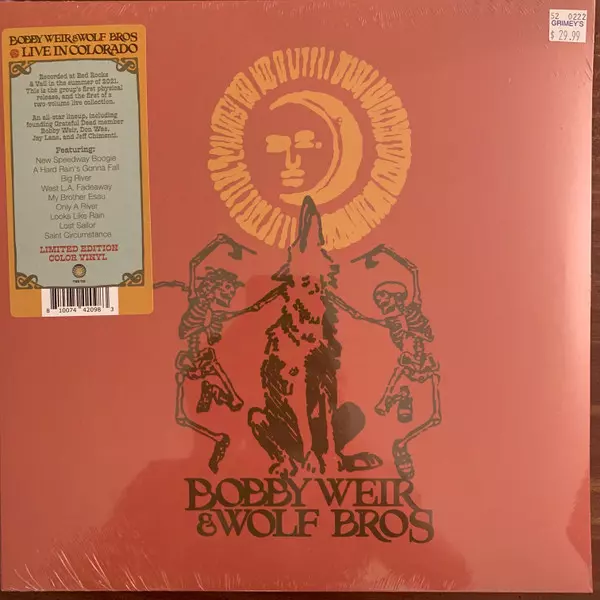 BOBBY WEIR & WOLF BROS
LIVE IN COLORADO
Recorded at Red Rocks
& Vail in the summer of 2021.
This is the group's first physical
release, and the first of a
two-volume live collection.
An all-star lineup, including
founding Grateful Dead member
Bobby Weir, Don Was,
Jay Lane, and Jeff Chimenti.
Featuring:
New Speedway Boogie
A Hard Rain's Gonna Fall
Big River
West L.A. Fadeaway
My Brother Esau
Only A River
Looks Like Rain
Lost Sailor
Saint Circumstance
LIMITED EDITION
COLOR VINYL
8 10074 42098 3
52 0222
GRIMEY'S
$ 29.99
BOBBY WEIR
& WOLF BROS